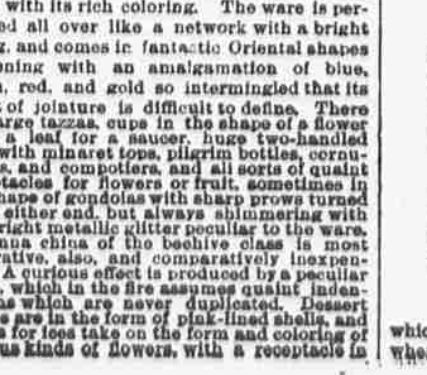 with its rich coloring. The ware is per-
ed all over like a network with a bright
g, and comes in fantastic Oriental shapes
ening with an amalgamation of blue,
n, red, and gold so intermingled that its
of jointure is difficult to define. There
arge tazzas, cups in the shape of a flower
a leaf for a saucer, huge two-handled
with minaret tops, pilgrim bottles, cornu-
s, and compotiers, and all sorts of quaint
tacles for flowers or fruit, sometimes in
hape of gondolas with sharp prows turned
either end, but always shimmering with
right metallic glitter peculiar to the ware.
nna china of the beehive class is most
rative, also, and comparatively inexpen-
A curious effect is produced by a peculiar
, which in the fire assumes quaint inden-
ns which are never duplicated. Dessert
s are in the form of pink-lined shells, and
s for ices take on the form and coloring of
us kinds of flowers, with a receptacle in
whic
whe